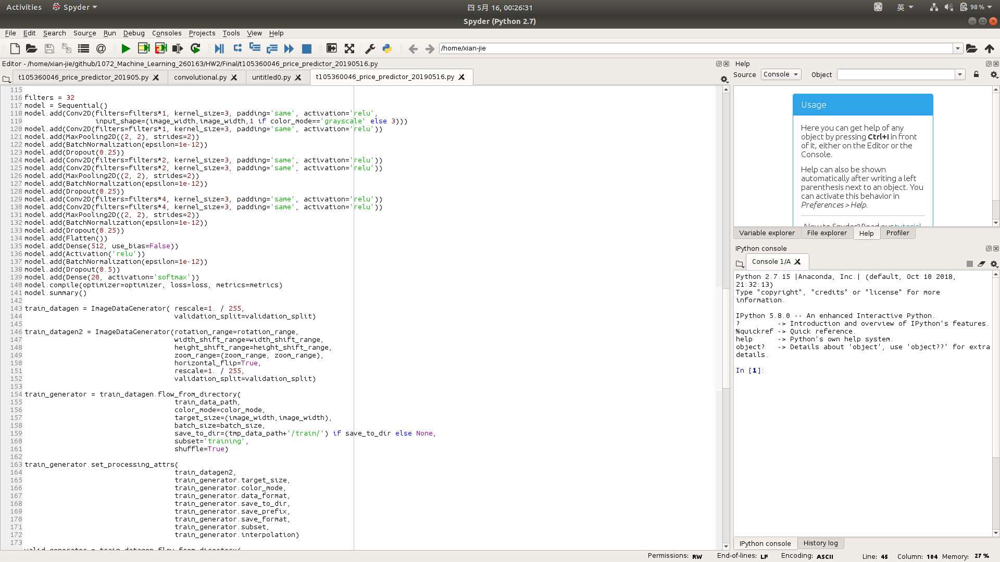 Activities Spyder 四 5月 16, 00:26:31 英 98%
Spyder (Python 2.7)
File Edit Search Source Run Debug Consoles Projects Tools View Help
/home/xian-jie
Editor - /home/xian-jie/github/1072_Machine_Learning_260163/HW2/Final/t105360046_price_predictor_20190516.py
t105360046_price_predictor_201905.py convolutional.py untitled0.py t105360046_price_predictor_20190516.py
115
116 filters = 32
117 model = Sequential()
118 model.add(Conv2D(filters=filters*1, kernel_size=3, padding='same', activation='relu',
119                  input_shape=(image_width,image_width,1 if color_mode=='grayscale' else 3)))
120 model.add(Conv2D(filters=filters*1, kernel_size=3, padding='same', activation='relu'))
121 model.add(MaxPooling2D((2, 2), strides=2))
122 model.add(BatchNormalization(epsilon=1e-12))
123 model.add(Dropout(0.25))
124 model.add(Conv2D(filters=filters*2, kernel_size=3, padding='same', activation='relu'))
125 model.add(Conv2D(filters=filters*2, kernel_size=3, padding='same', activation='relu'))
126 model.add(MaxPooling2D((2, 2), strides=2))
127 model.add(BatchNormalization(epsilon=1e-12))
128 model.add(Dropout(0.25))
129 model.add(Conv2D(filters=filters*4, kernel_size=3, padding='same', activation='relu'))
130 model.add(Conv2D(filters=filters*4, kernel_size=3, padding='same', activation='relu'))
131 model.add(MaxPooling2D((2, 2), strides=2))
132 model.add(BatchNormalization(epsilon=1e-12))
133 model.add(Dropout(0.25))
134 model.add(Flatten())
135 model.add(Dense(512, use_bias=False))
136 model.add(Activation('relu'))
137 model.add(BatchNormalization(epsilon=1e-12))
138 model.add(Dropout(0.5))
139 model.add(Dense(20, activation='softmax'))
140 model.compile(optimizer=optimizer, loss=loss, metrics=metrics)
141 model.summary()
142
143 train_datagen = ImageDataGenerator( rescale=1. / 255,
144                                     validation_split=validation_split)
145
146 train_datagen2 = ImageDataGenerator(rotation_range=rotation_range,
147                                     width_shift_range=width_shift_range,
148                                     height_shift_range=height_shift_range,
149                                     zoom_range=(zoom_range, zoom_range),
150                                     horizontal_flip=True,
151                                     rescale=1. / 255,
152                                     validation_split=validation_split)
153
154 train_generator = train_datagen.flow_from_directory(
155                                     train_data_path,
156                                     color_mode=color_mode,
157                                     target_size=(image_width,image_width),
158                                     batch_size=batch_size,
159                                     save_to_dir=(tmp_data_path+'/train/') if save_to_dir else None,
160                                     subset='training',
161                                     shuffle=True)
162
163 train_generator.set_processing_attrs(
164                                     train_datagen2,
165                                     train_generator.target_size,
166                                     train_generator.color_mode,
167                                     train_generator.data_format,
168                                     train_generator.save_to_dir,
169                                     train_generator.save_prefix,
170                                     train_generator.save_format,
171                                     train_generator.subset,
172                                     train_generator.interpolation)
173
valid_generator = train_datagen.flow_from_directory(
Help
Source Console Object
Usage
Here you can get help of any
object by pressing Ctrl+I in front
of it, either on the Editor or the
Console.
Help can also be shown
automatically after writing a left
parenthesis next to an object. You
can activate this behavior in
Preferences > Help.
New to Spyder? Read our tutorial
Variable explorer File explorer Help Profiler
IPython console
Console 1/A
Python 2.7.15 |Anaconda, Inc.| (default, Oct 10 2018,
21:32:13)
Type "copyright", "credits" or "license" for more
information.
IPython 5.8.0 -- An enhanced Interactive Python.
?         -> Introduction and overview of IPython's features.
%quickref -> Quick reference.
help      -> Python's own help system.
object?   -> Details about 'object', use 'object??' for extra
details.
In [1]:
IPython console History log
Permissions: RW End-of-lines: LF Encoding: ASCII Line: 45 Column: 104 Memory: 27 %